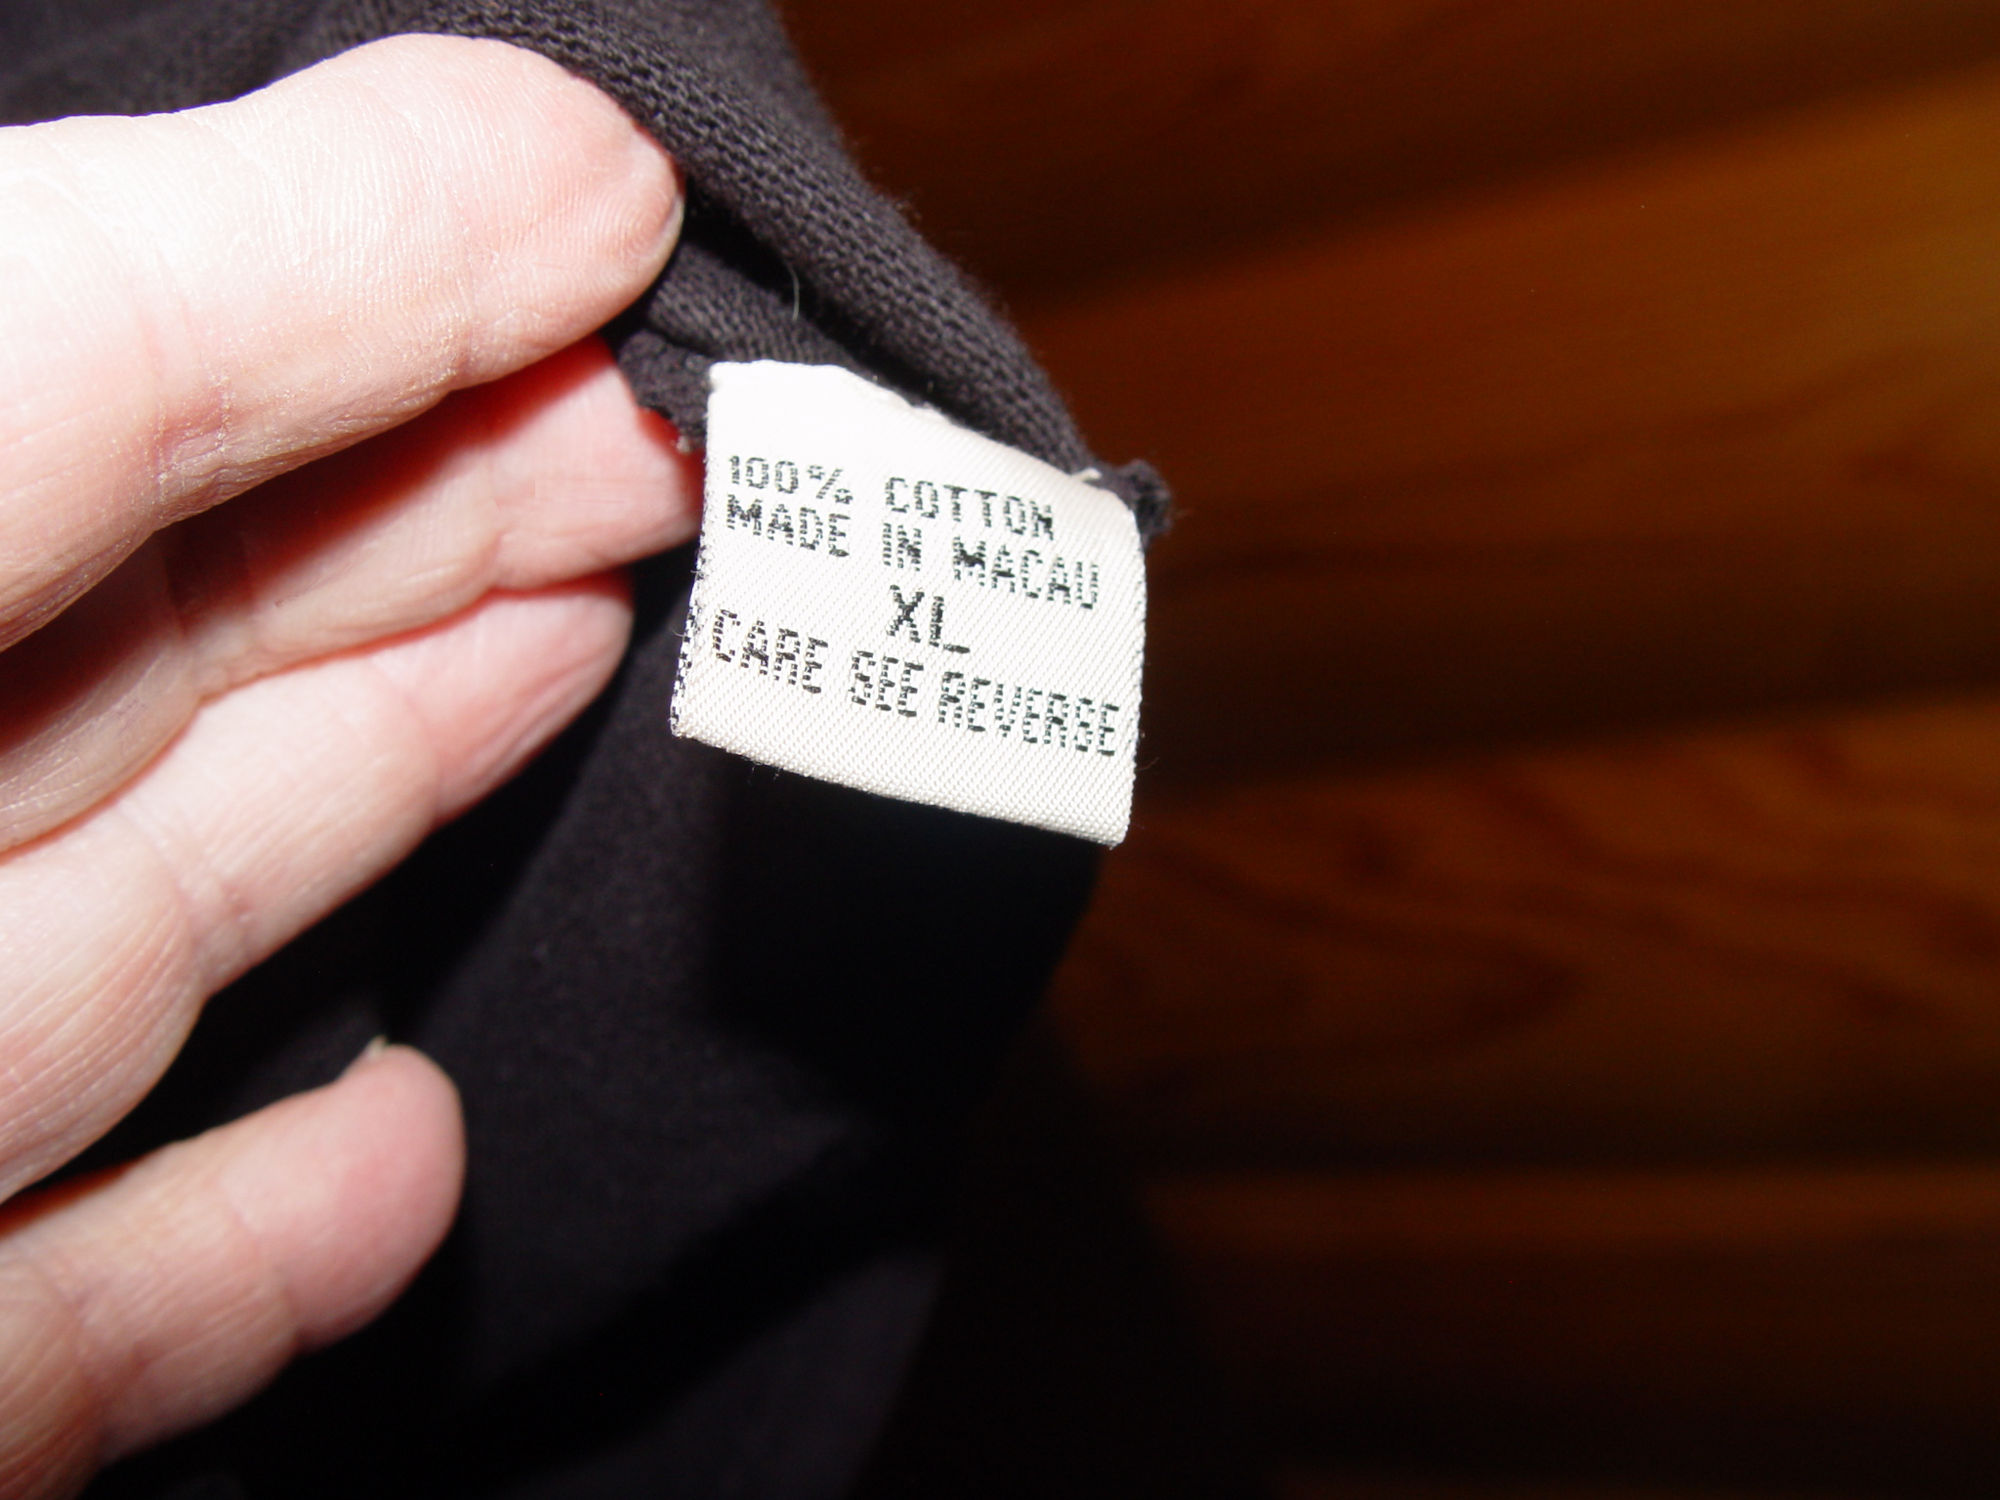 100% COTTON
MADE IN MACAU
XL
CARE SEE REVERSE